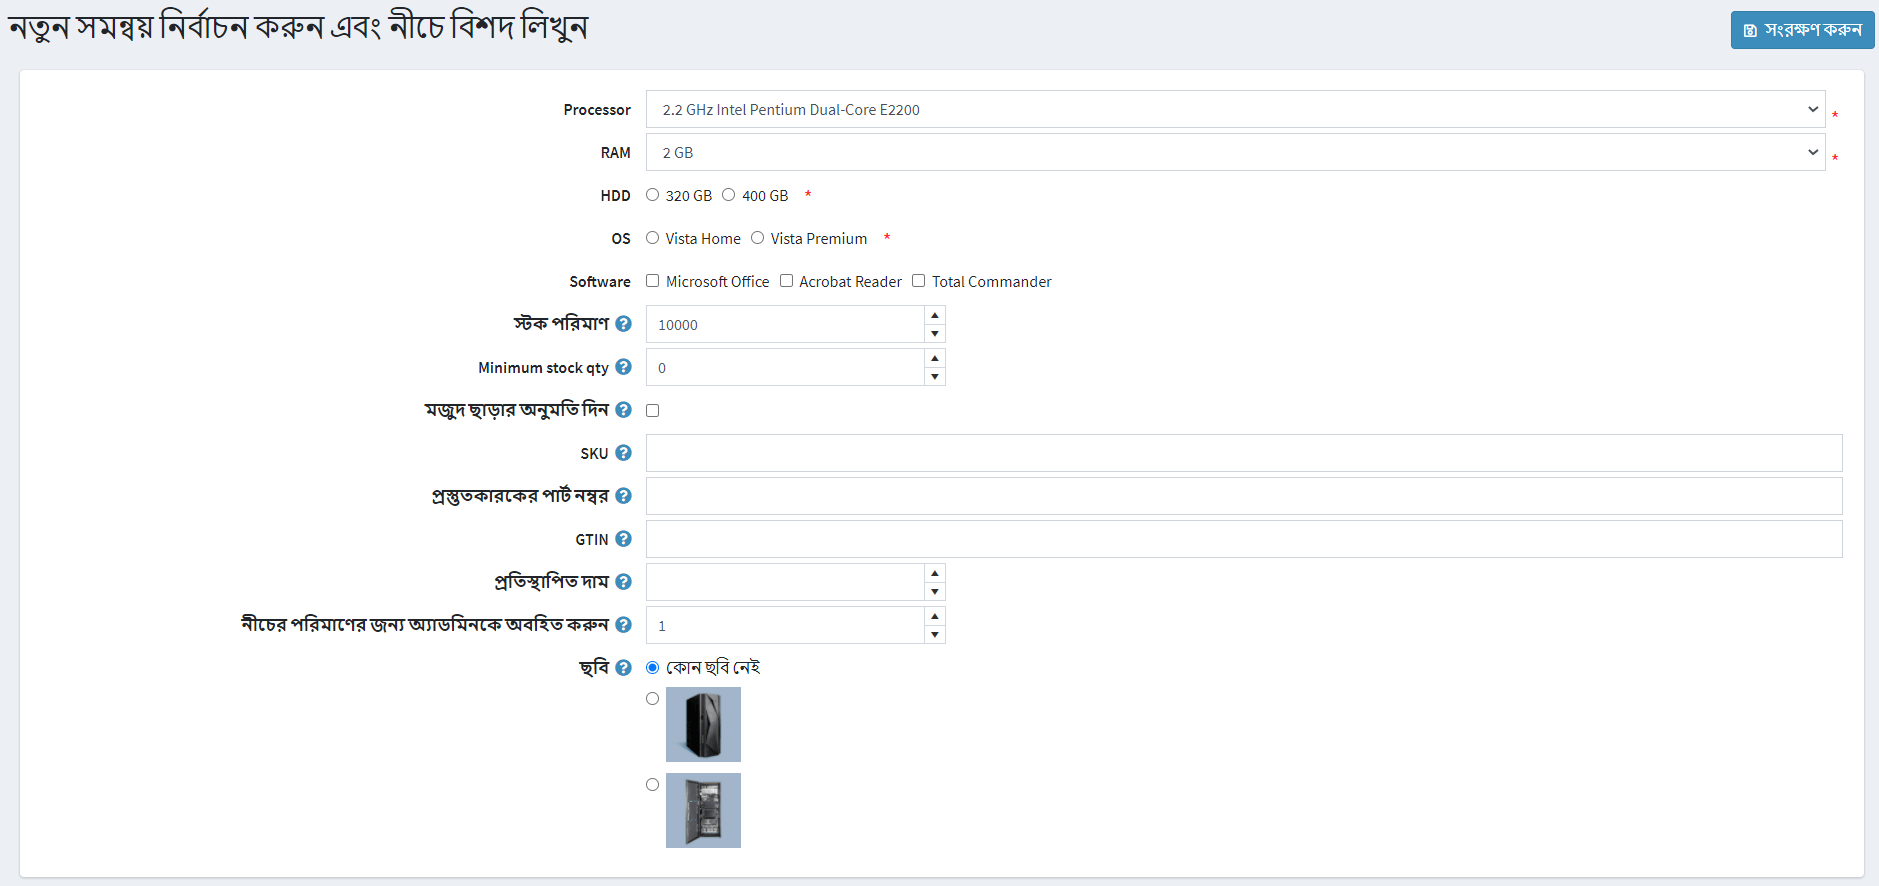 নতুন সমন্বয় নির্বাচন করুন এবং নীচে বিশদ লিখুন
সংরক্ষণ করুন
Processor 2.2 GHz Intel Pentium Dual-Core E2200 *
RAM 2 GB *
HDD 320 GB 400 GB *
OS Vista Home Vista Premium *
Software Microsoft Office Acrobat Reader Total Commander
স্টক পরিমাণ 10000
Minimum stock qty 0
মজুদ ছাড়ার অনুমতি দিন
SKU
প্রস্তুতকারকের পার্ট নম্বর
GTIN
প্রতিস্থাপিত দাম
নীচের পরিমাণের জন্য অ্যাডমিনকে অবহিত করুন 1
ছবি কোন ছবি নেই